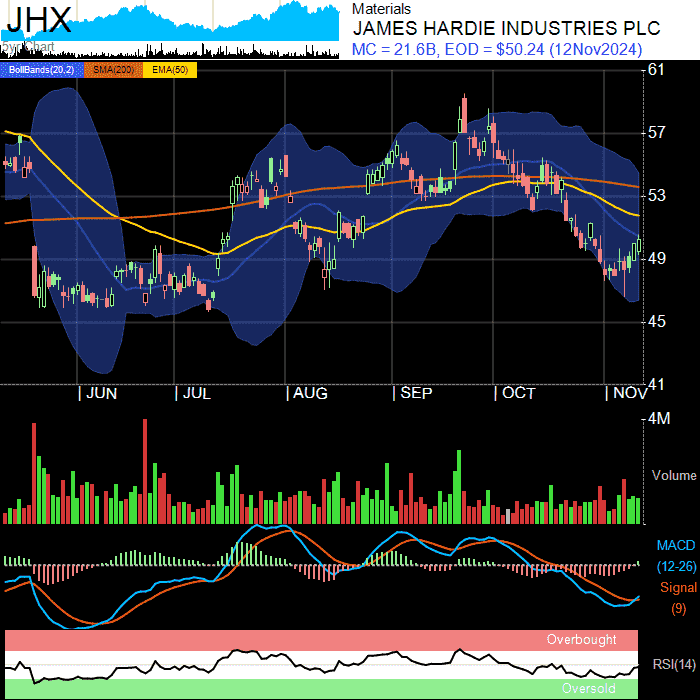 JHX
Materials
JAMES HARDIE INDUSTRIES PLC
MC = 21.6B, EOD = $50.24 (12Nov2024)
BollBands(20,2) SMA(200) EMA(50)
61
57
53
49
45
41
JUN JUL AUG SEP OCT NOV
4M
Volume
MACD
(12-26)
Signal
(9)
Overbought
RSI(14)
Oversold